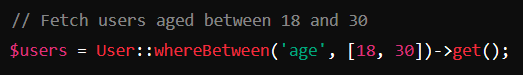 // Fetch users aged between 18 and 30
$users = User::whereBetween('age', [18, 30])->get();